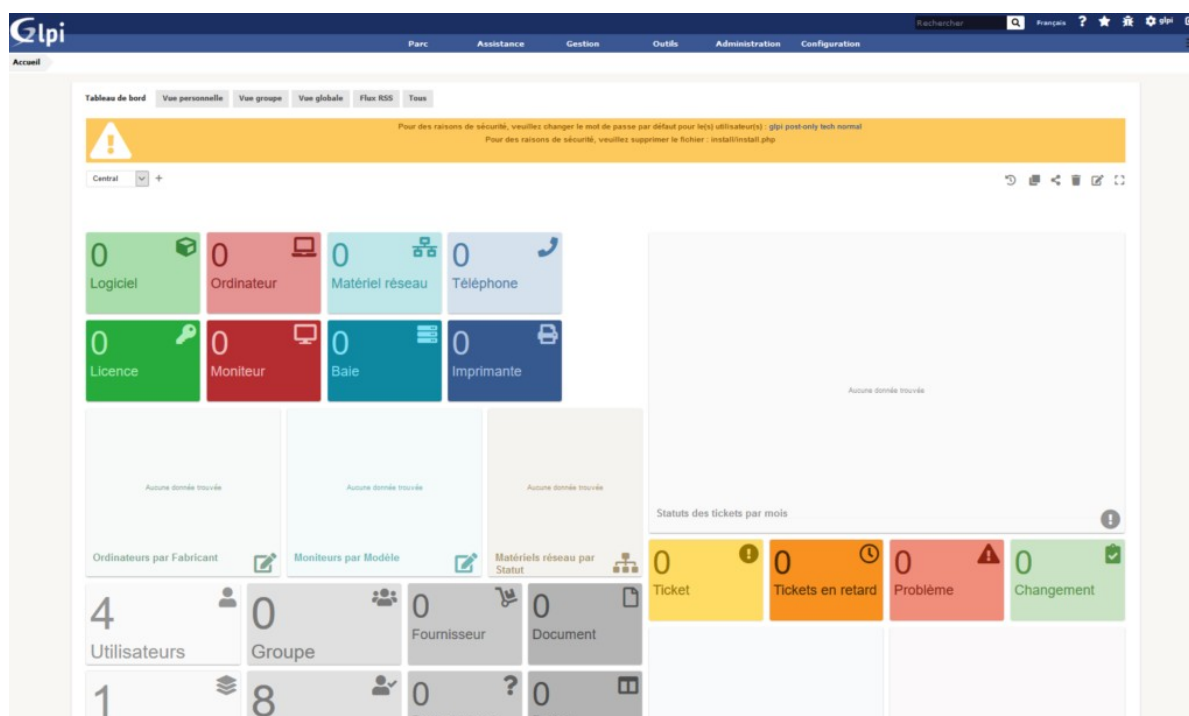 Glpi
Rechercher
Français
? glpi
Parc Assistance Gestion Outils Administration Configuration
Accueil
Tableau de bord Vue personnelle Vue groupe Vue globale Flux RSS Tous
Pour des raisons de sécurité, veuillez changer le mot de passe par défaut pour le(s) utilisateur(s) : glpi post-only tech normal
Pour des raisons de sécurité, veuillez supprimer le fichier : install/install.php
Central +
0 Logiciel
0 Ordinateur
0 Matériel réseau
0 Téléphone
0 Licence
0 Moniteur
0 Baie
0 Imprimante
Aucune donnée trouvée
Statuts des tickets par mois
Aucune donnée trouvée
Ordinateurs par Fabricant
Aucune donnée trouvée
Moniteurs par Modèle
Aucune donnée trouvée
Matériels réseau par
Statut
0 Ticket
0 Tickets en retard
0 Problème
0 Changement
4 Utilisateurs
0 Groupe
0 Fournisseur
0 Document
1
8
0 ?
0